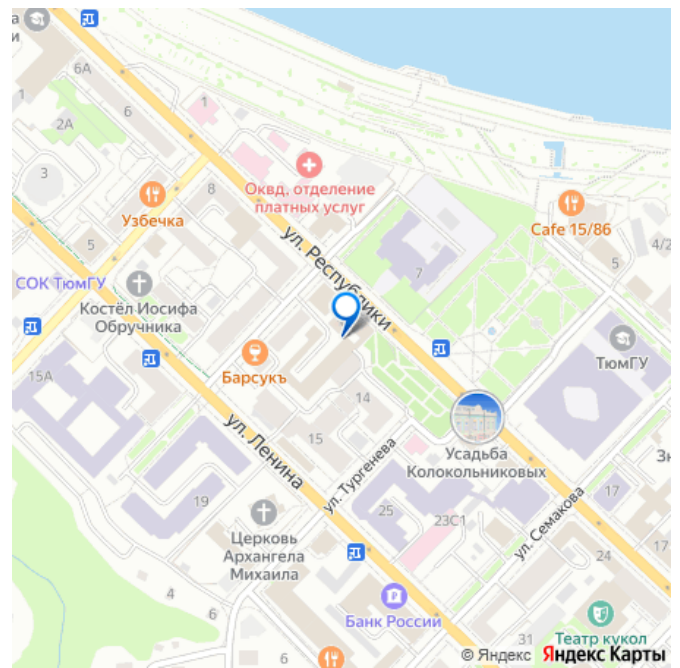 а
и
6А
1
2А
6
1
3
8
Оквд, отделение
платных услуг
Узбечка
5
СОК ТюмГУ
Костёл Иосифа
Обручника
ул. Республики
7
Cafe 15/86
5
4/2
ТюмГУ
15А
Барсукъ
14
15
ул. Ленина
Усадьба
Колокольниковых
ул. Тургенева
19
25
23С1
17
Зн
ул. Семакова
24
17
Церковь
Архангела
Михаила
4
6
Банк России
31
Театр кукол
6
6
© Яндекс Яндекс Карты